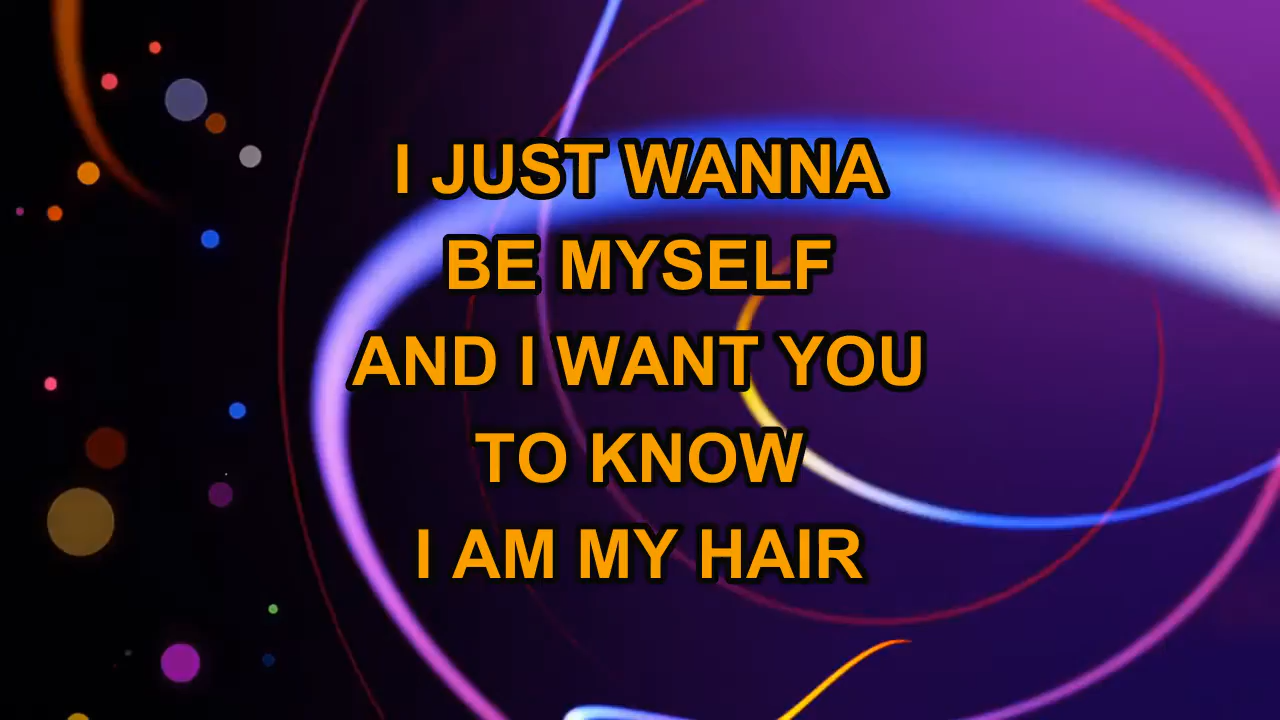 I JUST WANNA
BE MYSELF
AND I WANT YOU
TO KNOW
I AM MY HAIR